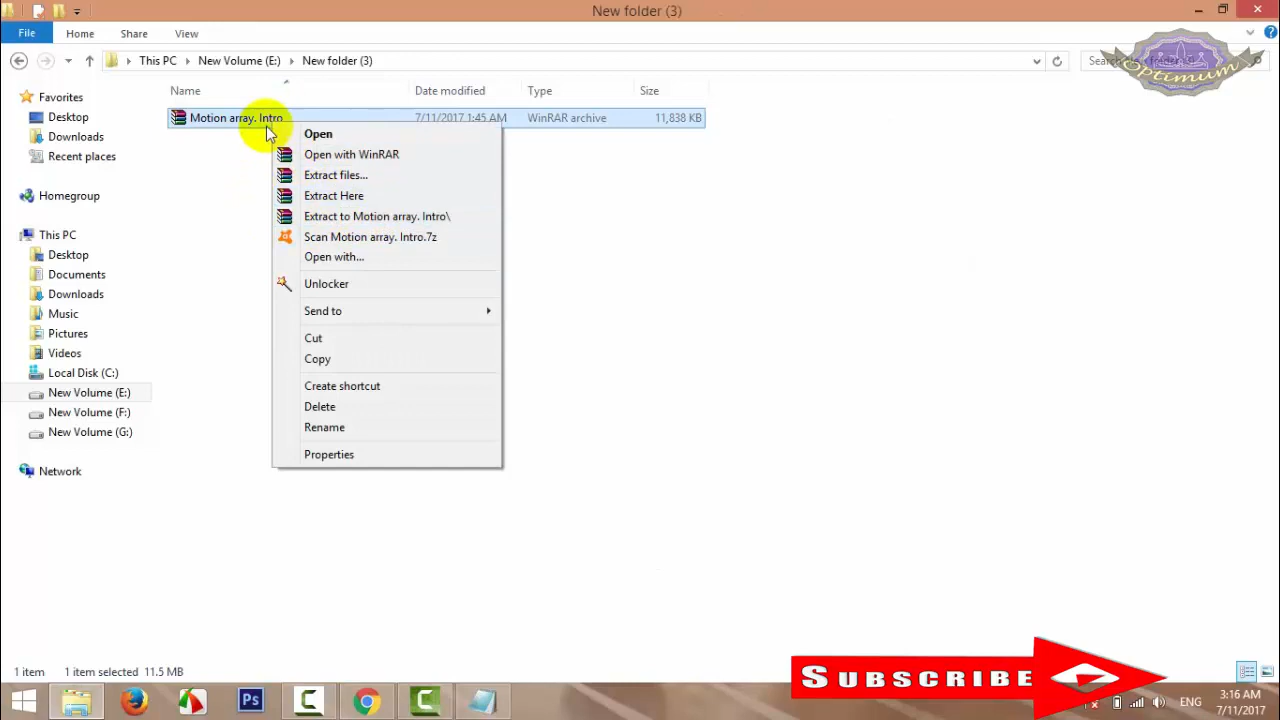 New folder (3)
File Home Share View
This PC New Volume (E:) New folder (3)
Optimum
Name Date modified Type Size
Motion array. Intro 7/11/2017 1:45 AM WinRAR archive 11,838 KB
Favorites
Desktop
Downloads
Recent places
Homegroup
This PC
Desktop
Documents
Downloads
Music
Pictures
Videos
Local Disk (C:)
New Volume (E:)
New Volume (F:)
New Volume (G:)
Network
Open
Open with WinRAR
Extract files...
Extract Here
Extract to Motion array. Intro\
Scan Motion array. Intro.7z
Open with...
Unlocker
Send to
Cut
Copy
Create shortcut
Delete
Rename
Properties
1 item 1 item selected 11.5 MB
SUBSCRIBE
Ps
ENG
3:16 AM
7/11/2017